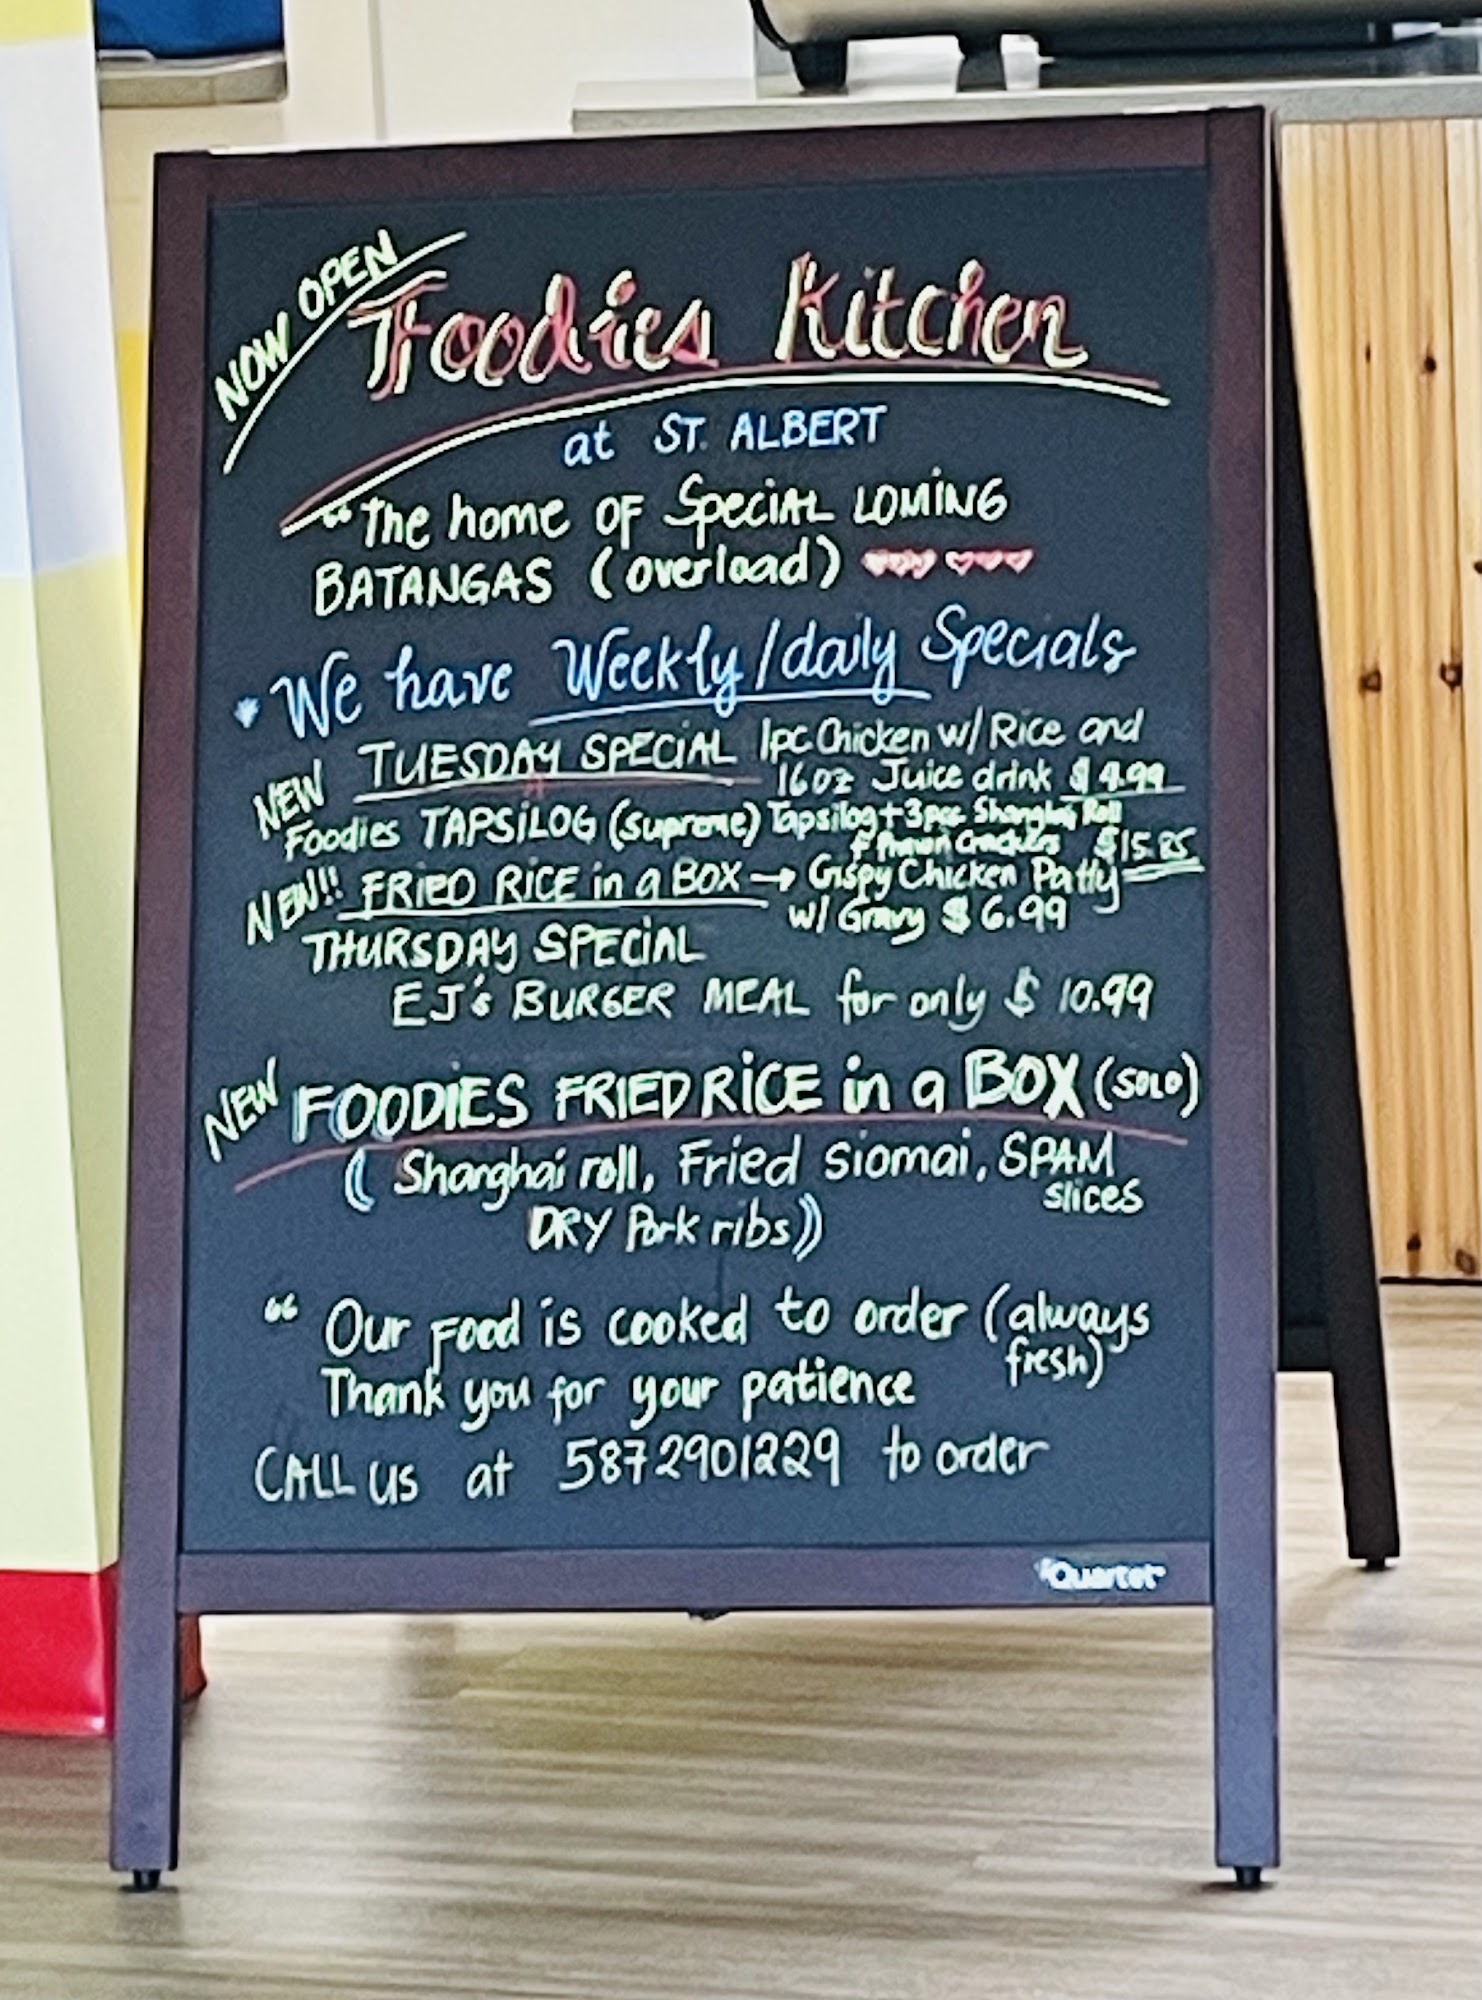 NOW OPEN
Foodies Kitchen
at ST. ALBERT
"The home OF Special LOMING
BATANGAS (overload)
We have Weekly/daily Specials
NEW TUESDAY SPECIAL 1pc Chicken w/ Rice and
16oz Juice drink $ 4.99
Foodies TAPSILOG (supreme) Tapsilog + 3pcs Shanghai Roll
& Prawn Crackers $15.85
NEW!! FRIED RICE in a BOX → Crispy Chicken Patty
w/ Gravy $ 6.99
THURSDAY SPECIAL
EJ's BURGER MEAL for only $ 10.99
NEW FOODIES FRIED RICE in a BOX (SOLO)
( Shanghai roll, Fried Siomai, SPAM
slices
DRY Pork ribs))
" Our Food is cooked to order (always
fresh)
Thank you for your patience
CALL us at 5872901229 to order
Quartet